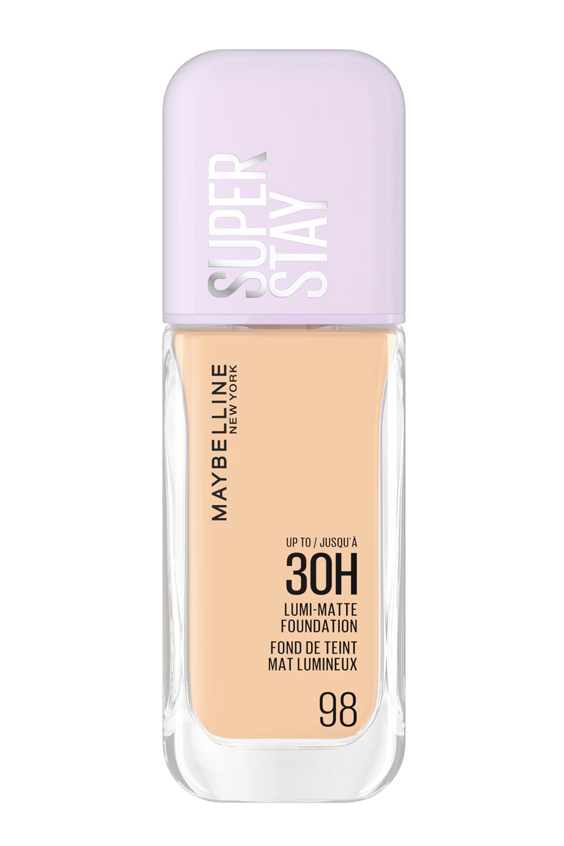 SUPER
STAY
MAYBELLINE
NEW YORK
UP TO / JUSQU'À
30H
LUMI-MATTE
FOUNDATION
FOND DE TEINT
MAT LUMINEUX
98